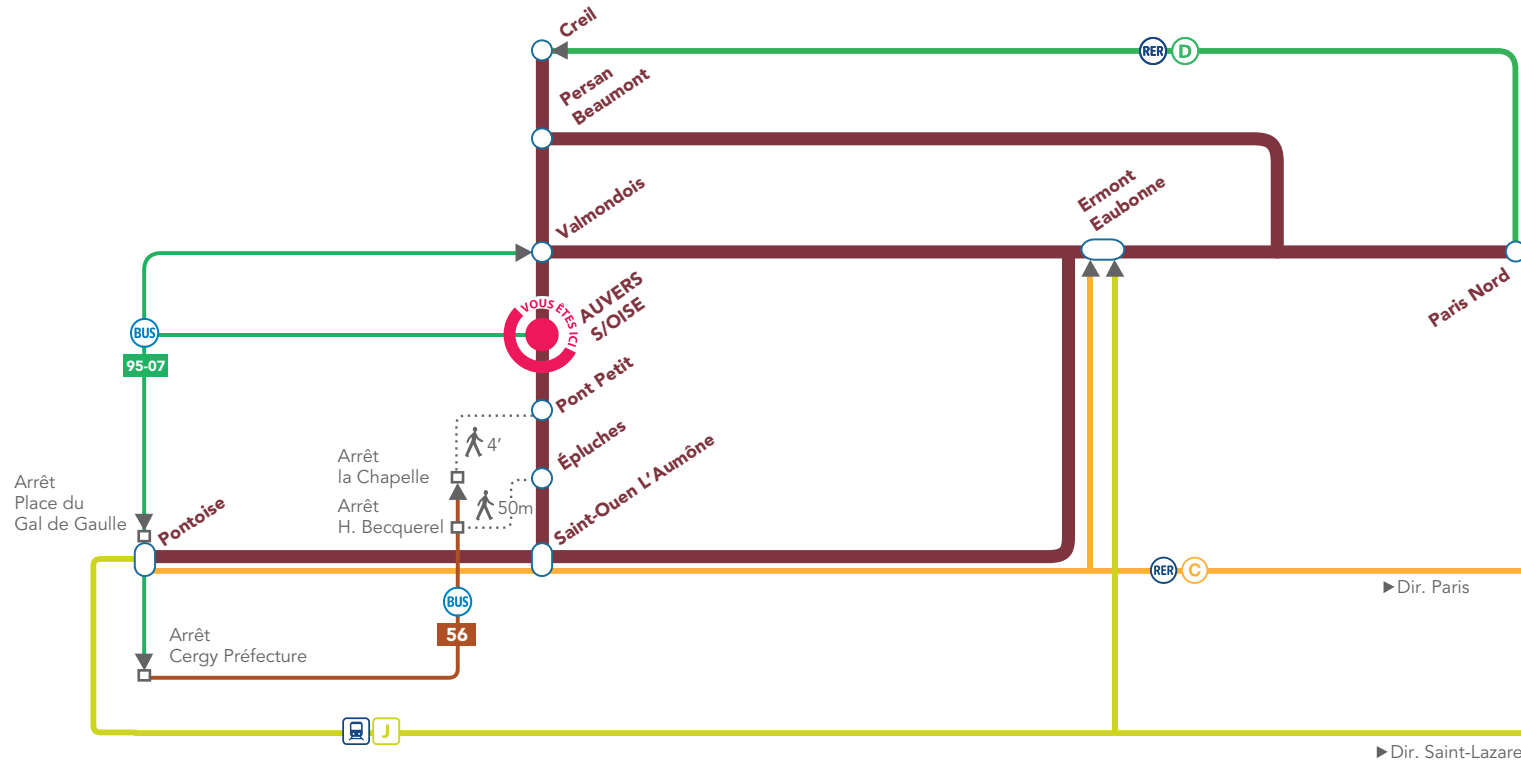 Creil
RER D
Persan
Beaumont
Valmondois
Ermont
Eaubonne
Paris Nord
VOUS ÊTES ICI
AUVERS
S/OISE
BUS
95-07
Pont Petit
4’
Épluches
Arrêt
la Chapelle
Arrêt
H. Becquerel
50m
Saint-Ouen L’Aumône
Arrêt
Place du
Gal de Gaulle
Pontoise
RER C
Dir. Paris
BUS
56
Arrêt
Cergy Préfecture
J
Dir. Saint-Lazare